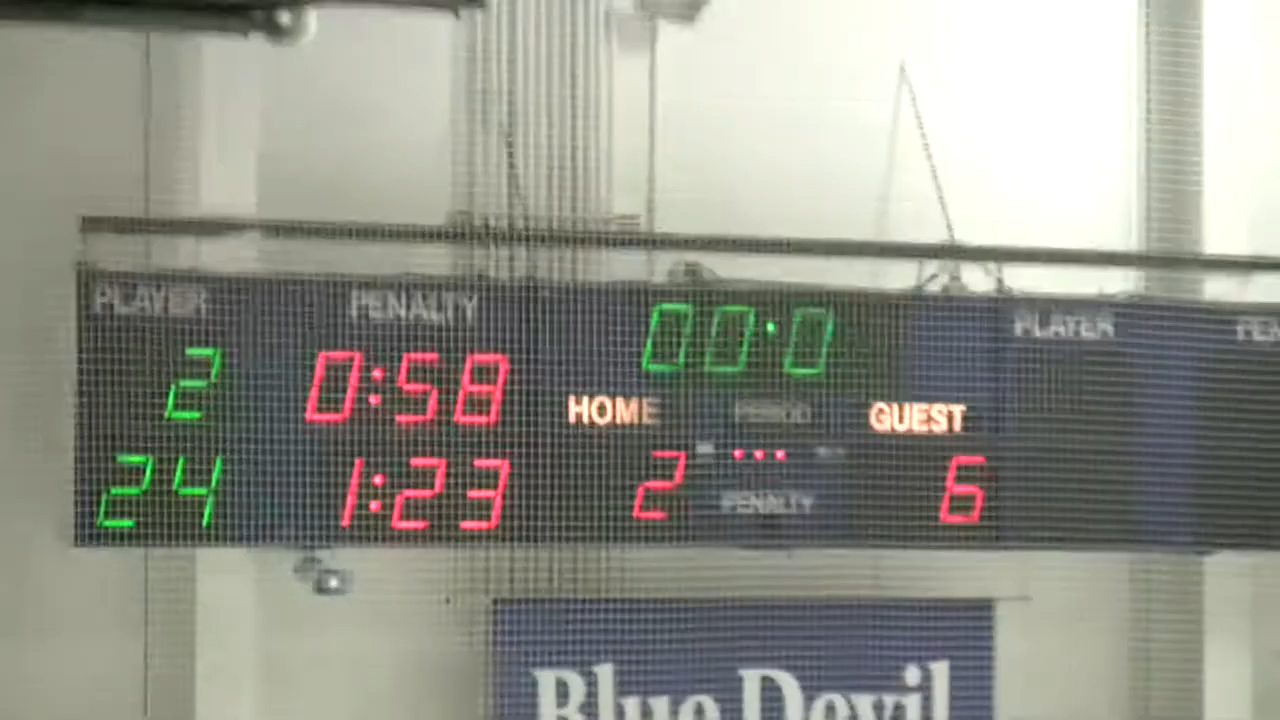 PLAYER PENALTY 00:0 PLAYER
2 0:58 HOME PERIOD GUEST
24 1:23 2 PENALTY 6
Blue Devil